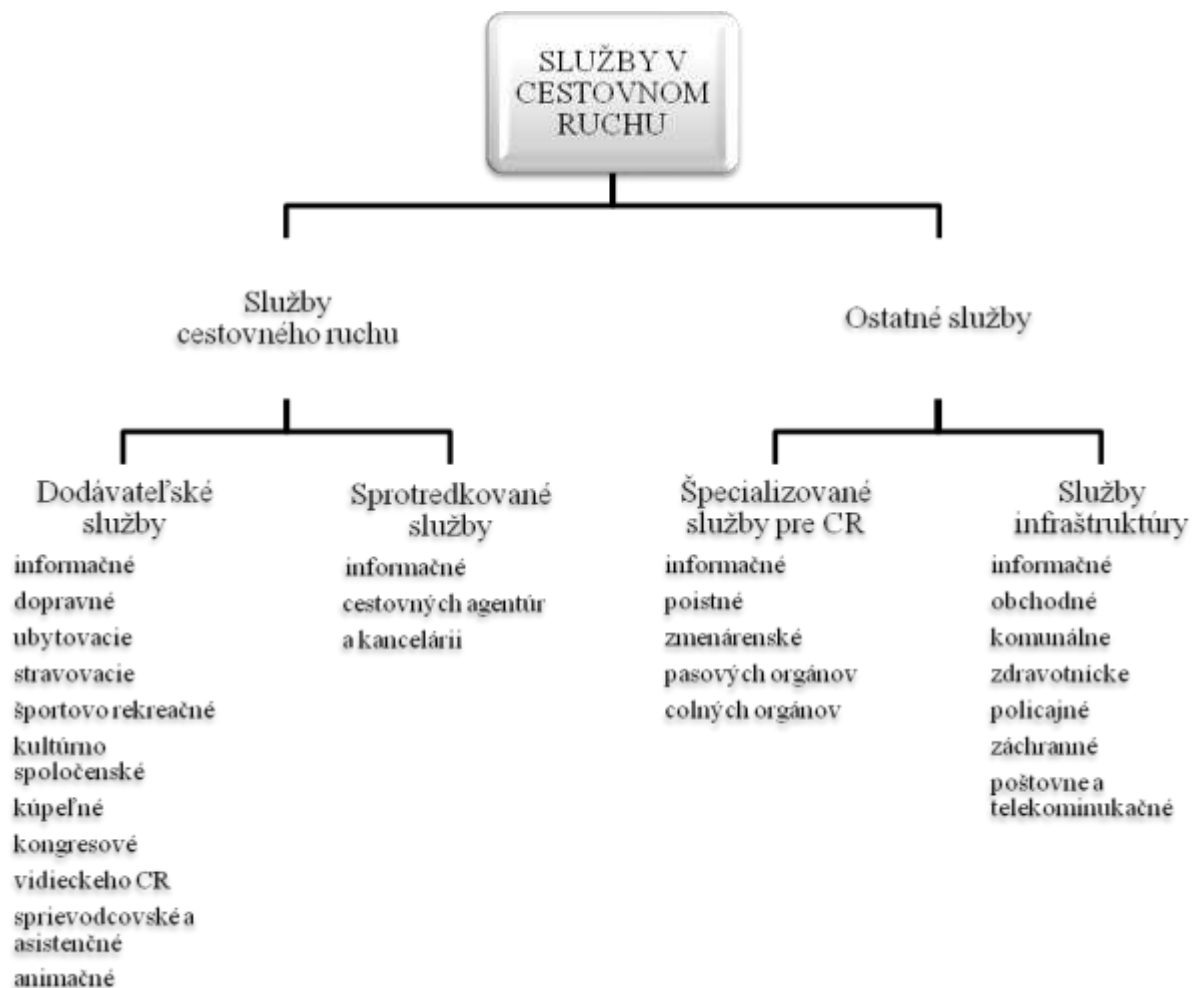 SLUŽBY V
CESTOVNOM
RUCHU
Služby
cestovného ruchu
Ostatné služby
Dodávateľské
služby
informačné
dopravné
ubytovacie
stravovacie
športovo rekreačné
kultúrno
spoločenské
kúpeľné
kongresové
vidieckeho CR
sprievodcovské a
asistenčné
animačné
Sprotredkované
služby
informačné
cestovných agentúr
a kancelárii
Špecializované
služby pre CR
informačné
poistné
zmenárenské
pasových orgánov
colných orgánov
Služby
infraštruktúry
informačné
obchodné
komunálne
zdravotnícke
policajné
záchranné
poštovne a
telekominukačné